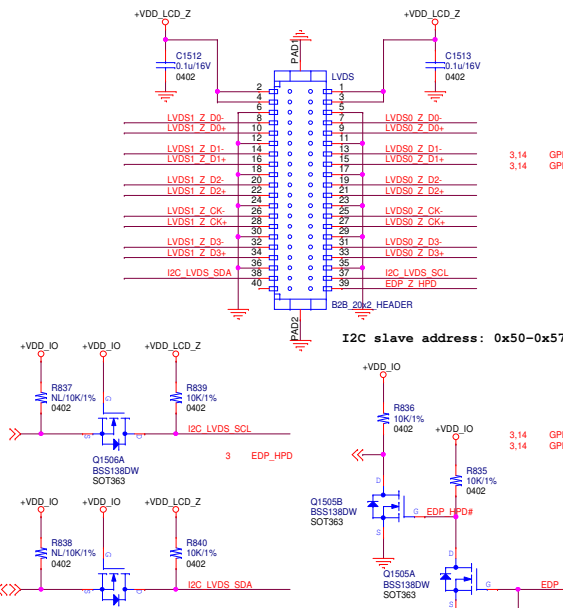 +VDD_LCD_Z
+VDD_LCD_Z
C1512
0.1u/16V
0402
PAD1
C1513
0.1u/16V
0402
LVDS
2 1
4 3
6 5
LVDS1_Z_D0- 8 7 LVDS0_Z_D0-
LVDS1_Z_D0+ 10 9 LVDS0_Z_D0+
12 11
LVDS1_Z_D1- 14 13 LVDS0_Z_D1-
LVDS1_Z_D1+ 16 15 LVDS0_Z_D1+
18 17
LVDS1_Z_D2- 20 19 LVDS0_Z_D2-
LVDS1_Z_D2+ 22 21 LVDS0_Z_D2+
24 23
LVDS1_Z_CK- 26 25 LVDS0_Z_CK-
LVDS1_Z_CK+ 28 27 LVDS0_Z_CK+
30 29
LVDS1_Z_D3- 32 31 LVDS0_Z_D3-
LVDS1_Z_D3+ 34 33 LVDS0_Z_D3+
36 35
I2C_LVDS_SDA 38 37 I2C_LVDS_SCL
40 39 EDP_Z_HPD
3,14 GP
3,14 GP
PAD2
B2B_20x2_HEADER
I2C slave address: 0x50-0x57
+VDD_IO +VDD_IO +VDD_LCD_Z
R837
NL/10K/1%
0402
G
R839
10K/1%
0402
S D
I2C_LVDS_SCL
Q1506A
BSS138DW
SOT363
3 EDP_HPD
+VDD_IO +VDD_IO +VDD_LCD_Z
R838
NL/10K/1%
0402
G
R840
10K/1%
0402
S D
I2C_LVDS_SDA
+VDD_IO
R836
10K/1%
0402
+VDD_IO
3,14 GP
3,14 GP
R835
10K/1%
0402
D
Q1505B
BSS138DW
SOT363
G EDP_HPD#
S
D
Q1505A
BSS138DW
SOT363
G EDP
S